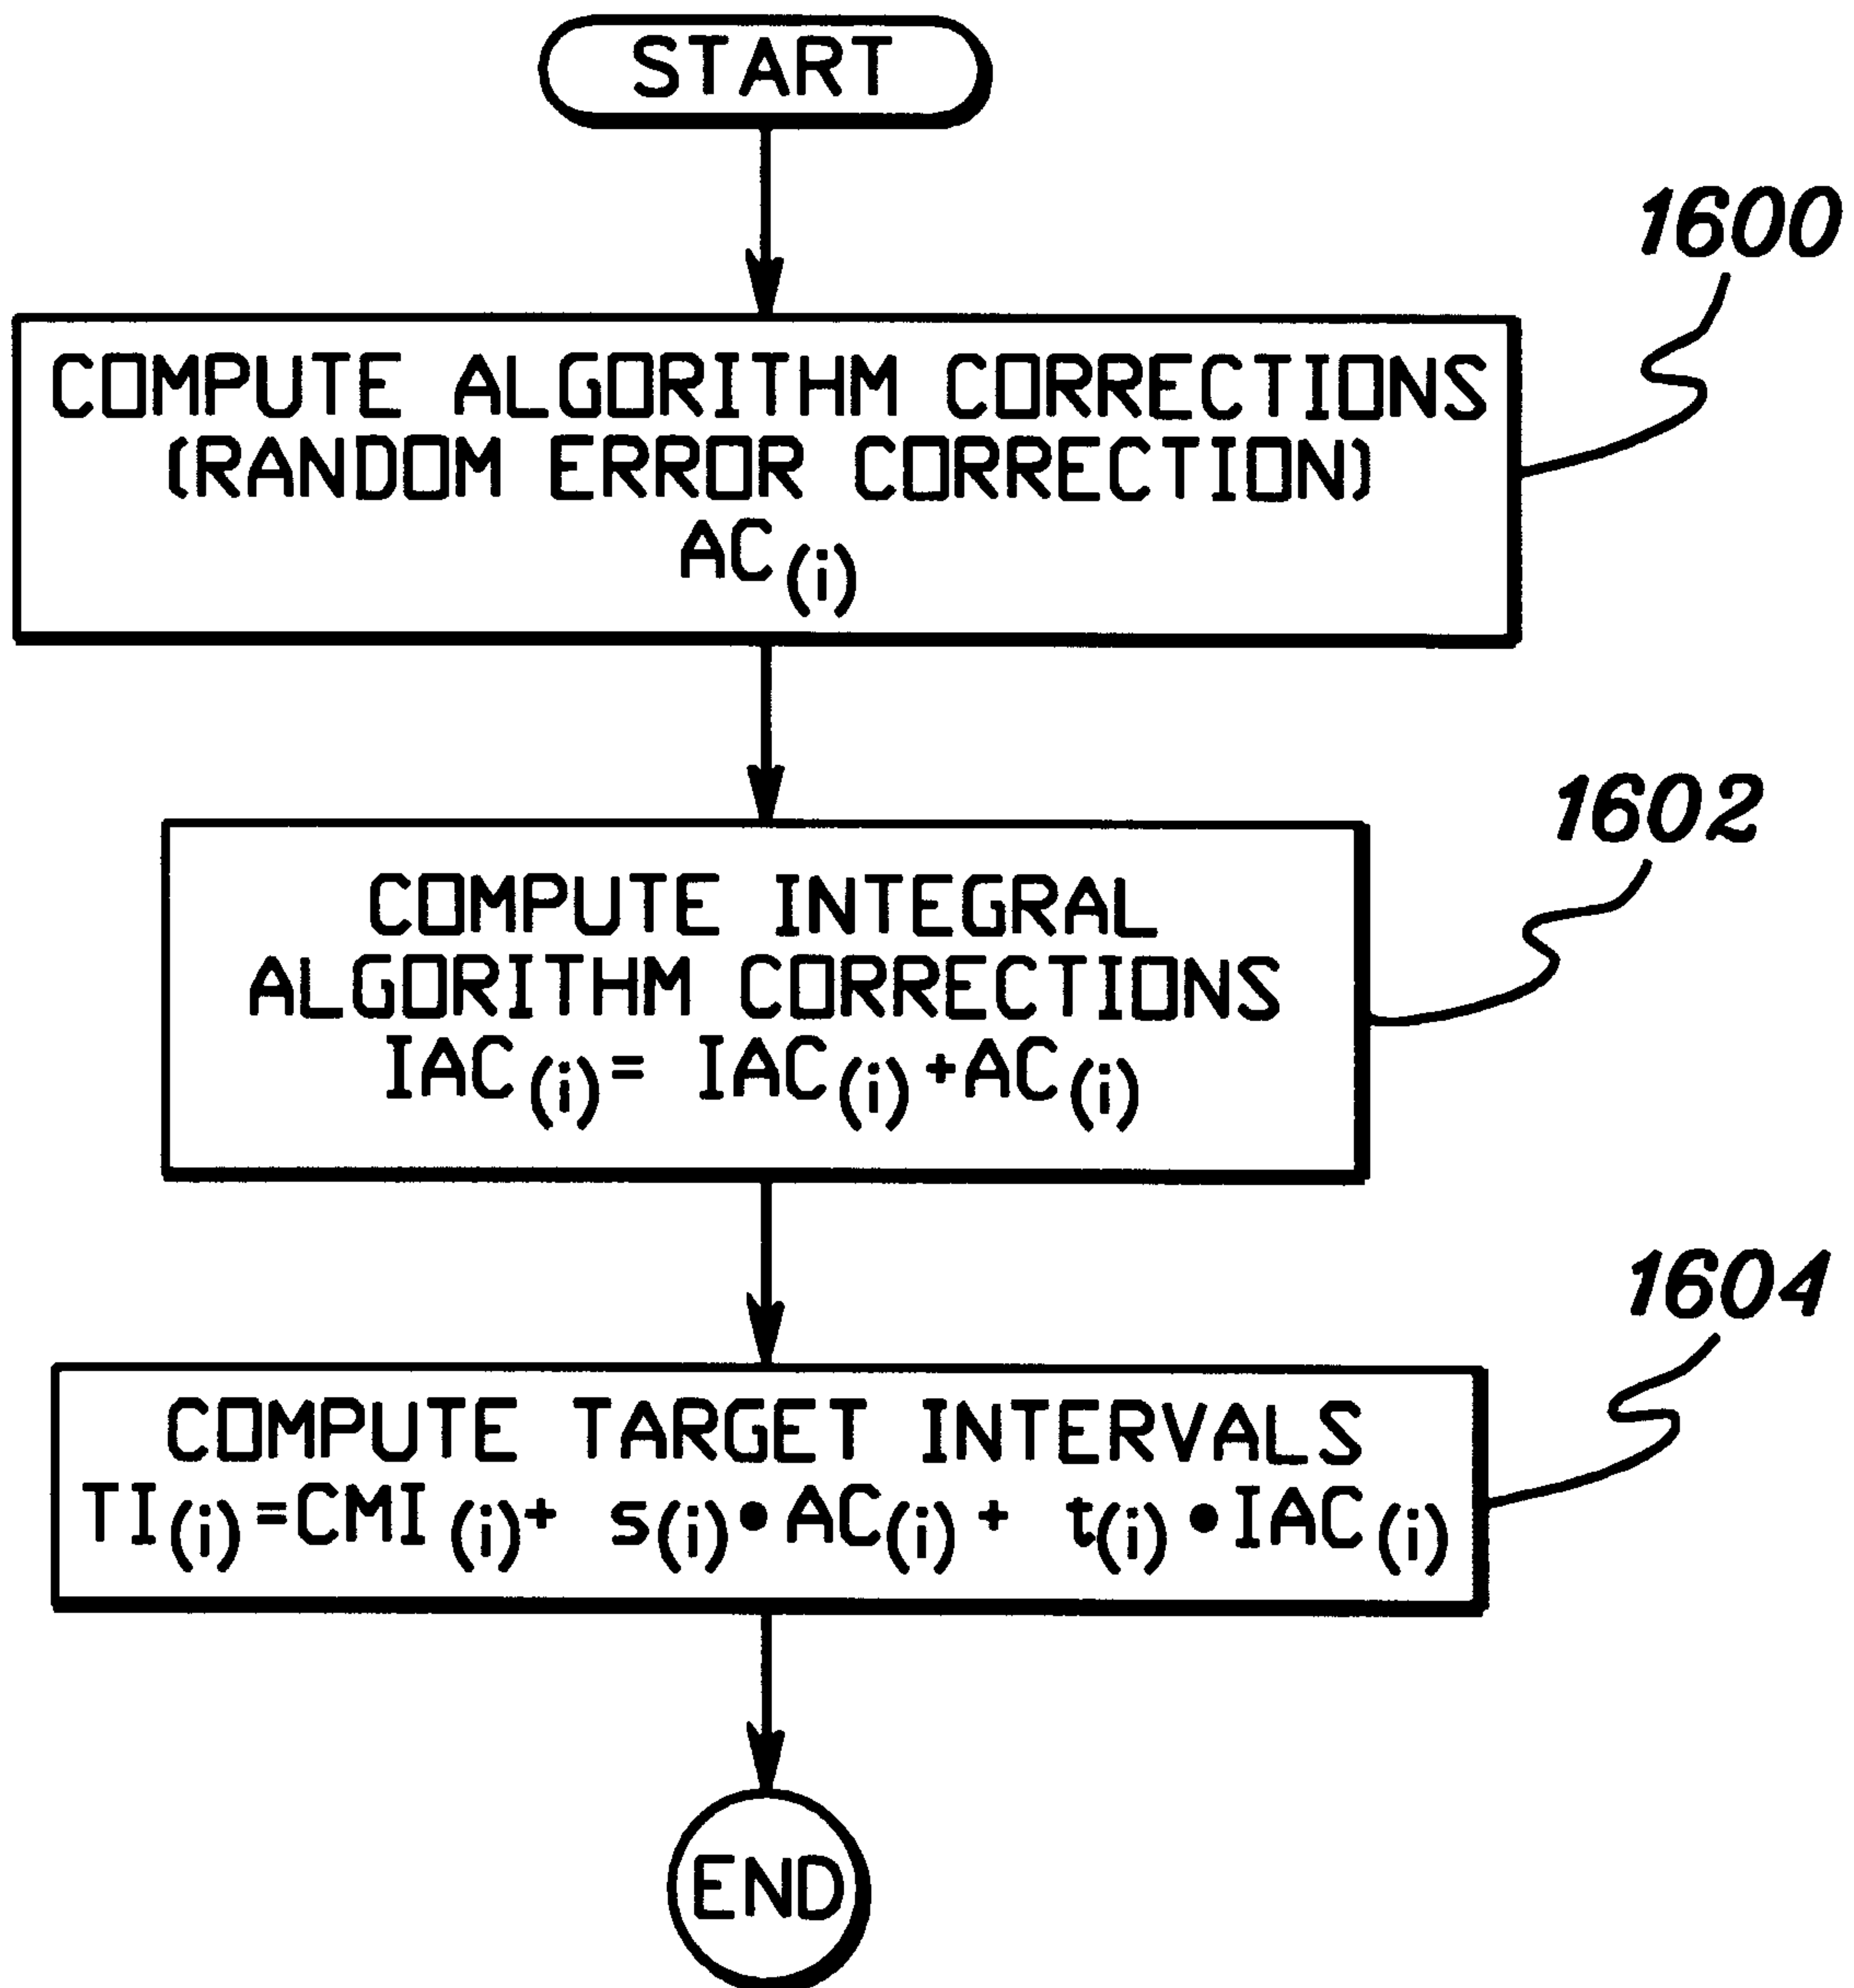 START
1600
COMPUTE ALGORITHM CORRECTIONS
(RANDOM ERROR CORRECTION)
AC(i)
1602
COMPUTE INTEGRAL
ALGORITHM CORRECTIONS
IAC(i)= IAC(i)+AC(i)
1604
COMPUTE TARGET INTERVALS
TI(i)=CMI(i)+ s(i)•AC(i)+ t(i)•IAC(i)
END